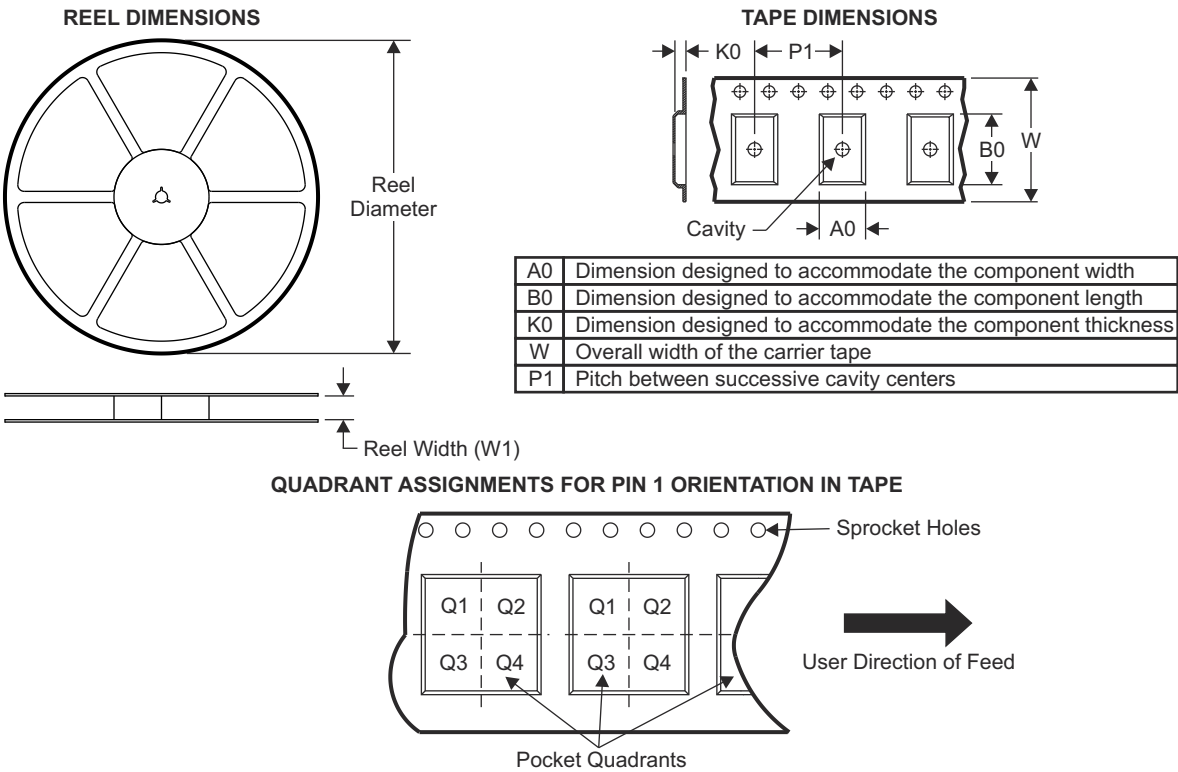 REEL DIMENSIONS
Reel
Diameter
Reel Width (W1)
TAPE DIMENSIONS
K0 P1
B0 W
Cavity A0
A0 Dimension designed to accommodate the component width
B0 Dimension designed to accommodate the component length
K0 Dimension designed to accommodate the component thickness
W Overall width of the carrier tape
P1 Pitch between successive cavity centers
QUADRANT ASSIGNMENTS FOR PIN 1 ORIENTATION IN TAPE
Sprocket Holes
Q1 Q2 Q1 Q2
Q3 Q4 Q3 Q4
User Direction of Feed
Pocket Quadrants